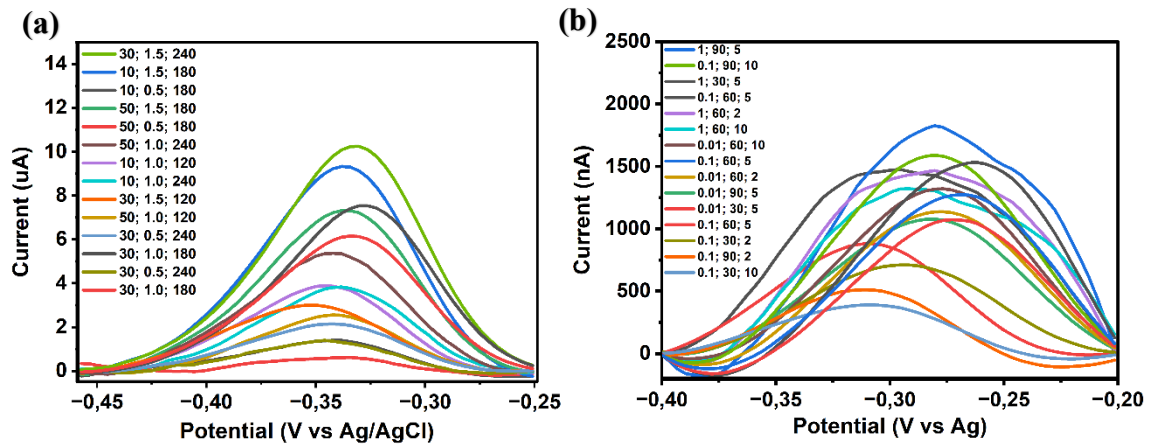 (a)
14
12
10
8
6
4
2
0
Current (uA)
30; 1.5; 240
10; 1.5; 180
10; 0.5; 180
50; 1.5; 180
50; 0.5; 180
50; 1.0; 240
10; 1.0; 120
10; 1.0; 240
30; 1.5; 120
50; 1.0; 120
30; 0.5; 240
30; 1.0; 180
30; 0.5; 240
30; 1.0; 180
−0,45
−0,40
−0,35
−0,30
−0,25
Potential (V vs Ag/AgCl)
(b)
2500
2000
1500
1000
500
0
Current (nA)
1; 90; 5
0.1; 90; 10
1; 30; 5
0.1; 60; 5
1; 60; 2
1; 60; 10
0.01; 60; 10
0.1; 60; 5
0.01; 60; 2
0.01; 90; 5
0.01; 30; 5
0.1; 60; 5
0.1; 30; 2
0.1; 90; 2
0.1; 30; 10
−0,40
−0,35
−0,30
−0,25
−0,20
Potential (V vs Ag)